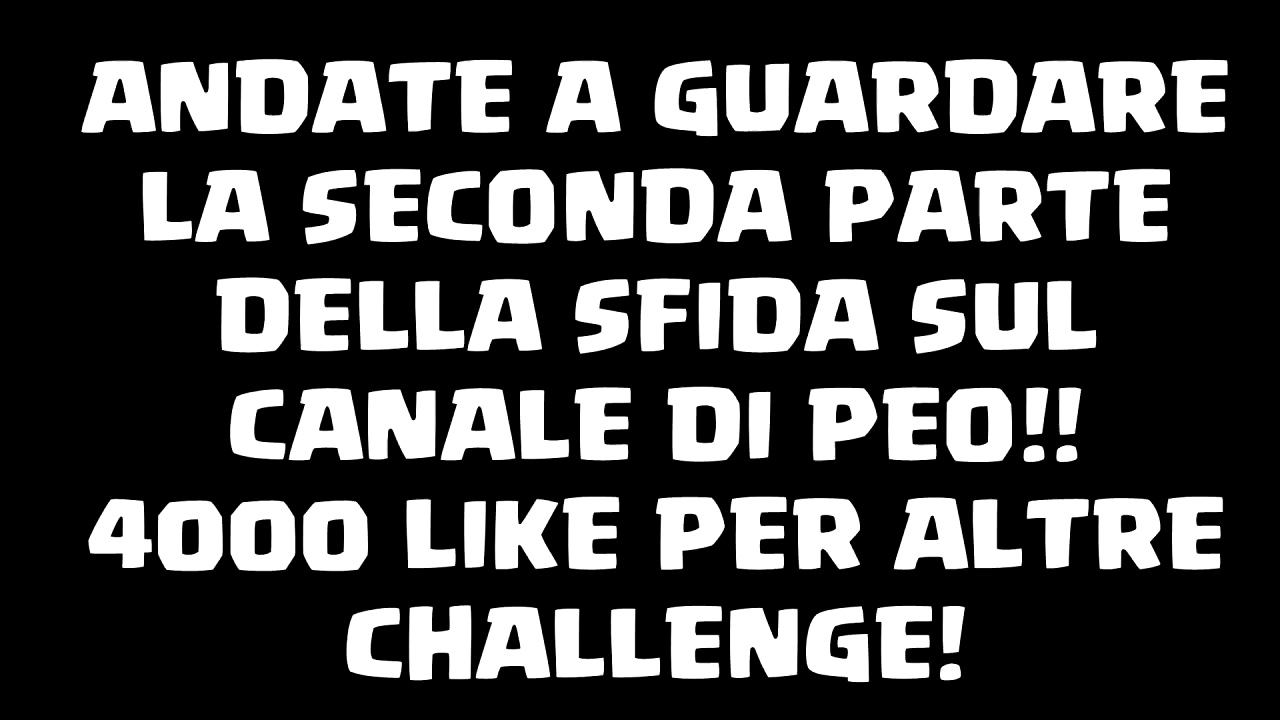 ANDATE A GUARDARE
LA SECONDA PARTE
DELLA SFIDA SUL
CANALE DI PEO!!
4000 LIKE PER ALTRE
CHALLENGE!